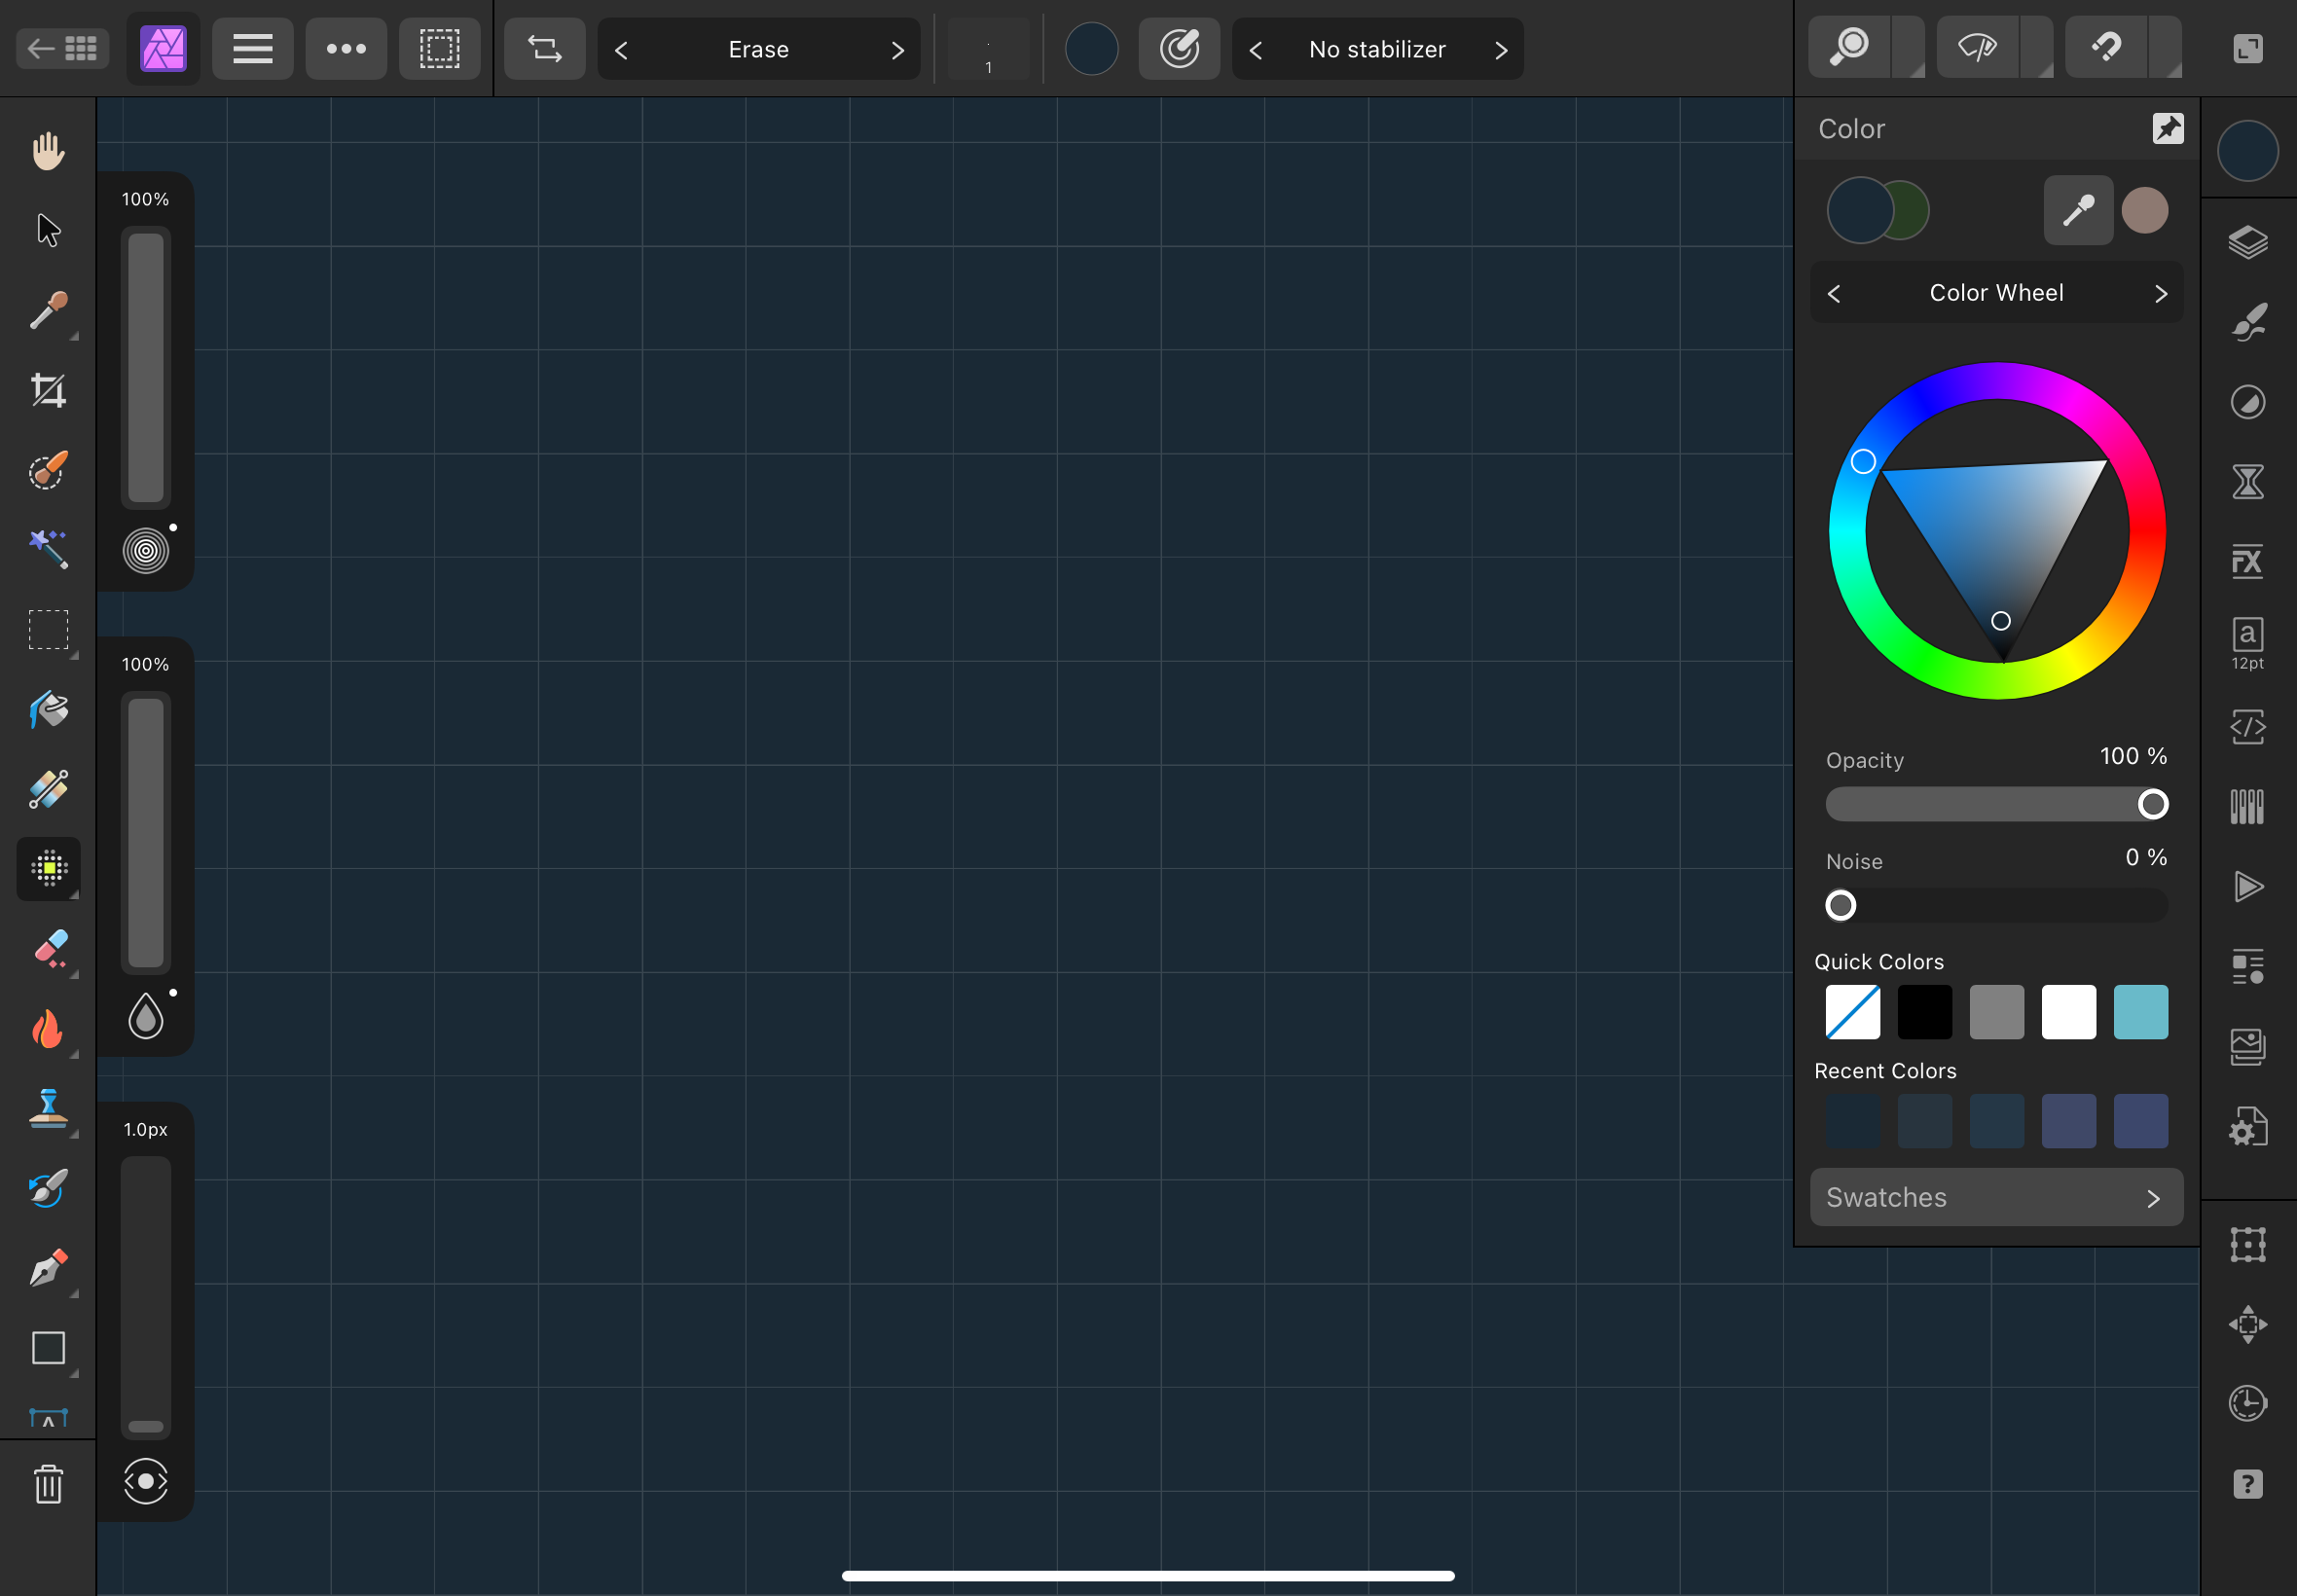 Erase
1
No stabilizer
Color
100%
Color Wheel
FX
a
12pt
100%
Opacity
100 %
Noise
0 %
Quick Colors
Recent Colors
1.0px
Swatches
A
?